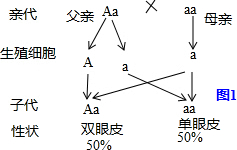 亲代 父亲 Aa × aa 母亲
生殖细胞 A a a
图1
子代 Aa aa
性状 双眼皮 单眼皮
50% 50%